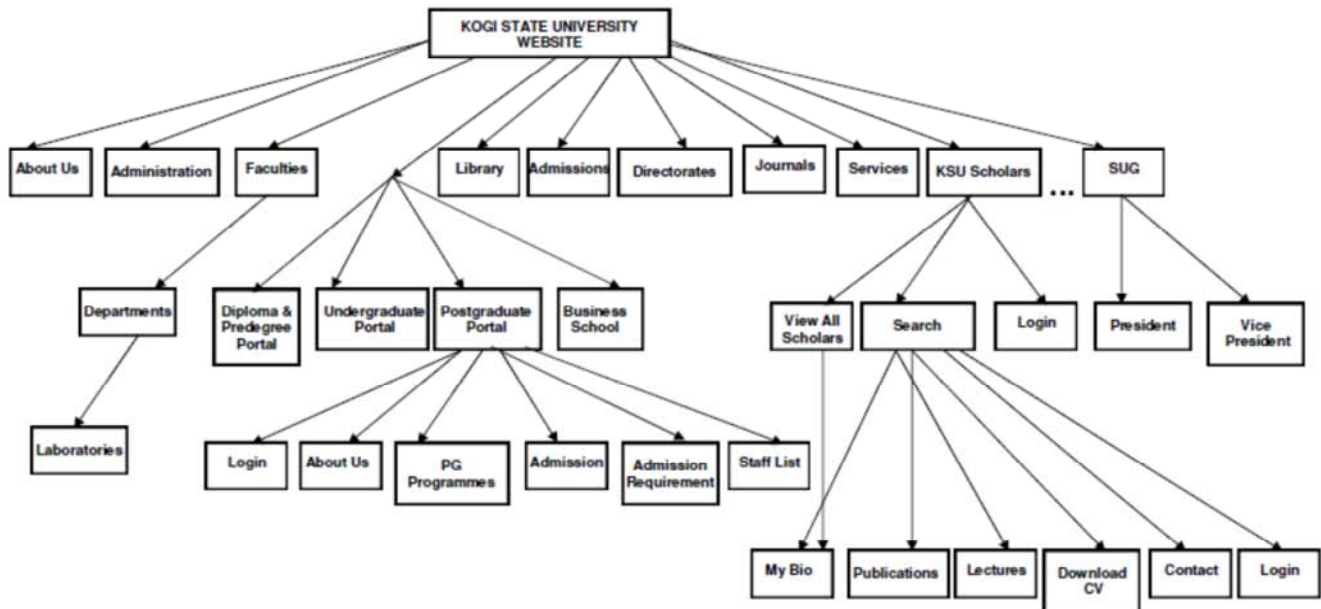 KOGI STATE UNIVERSITY
WEBSITE
About Us
Administration
Faculties
Library
Admissions
Directorates
Journals
Services
KSU Scholars
...
SUG
Departments
Diploma &
Predegree
Portal
Undergraduate
Portal
Postgraduate
Portal
Business
School
View All
Scholars
Search
Login
President
Vice
President
Laboratories
Login
About Us
PG
Programmes
Admission
Admission
Requirement
Staff List
My Bio
Publications
Lectures
Download
CV
Contact
Login